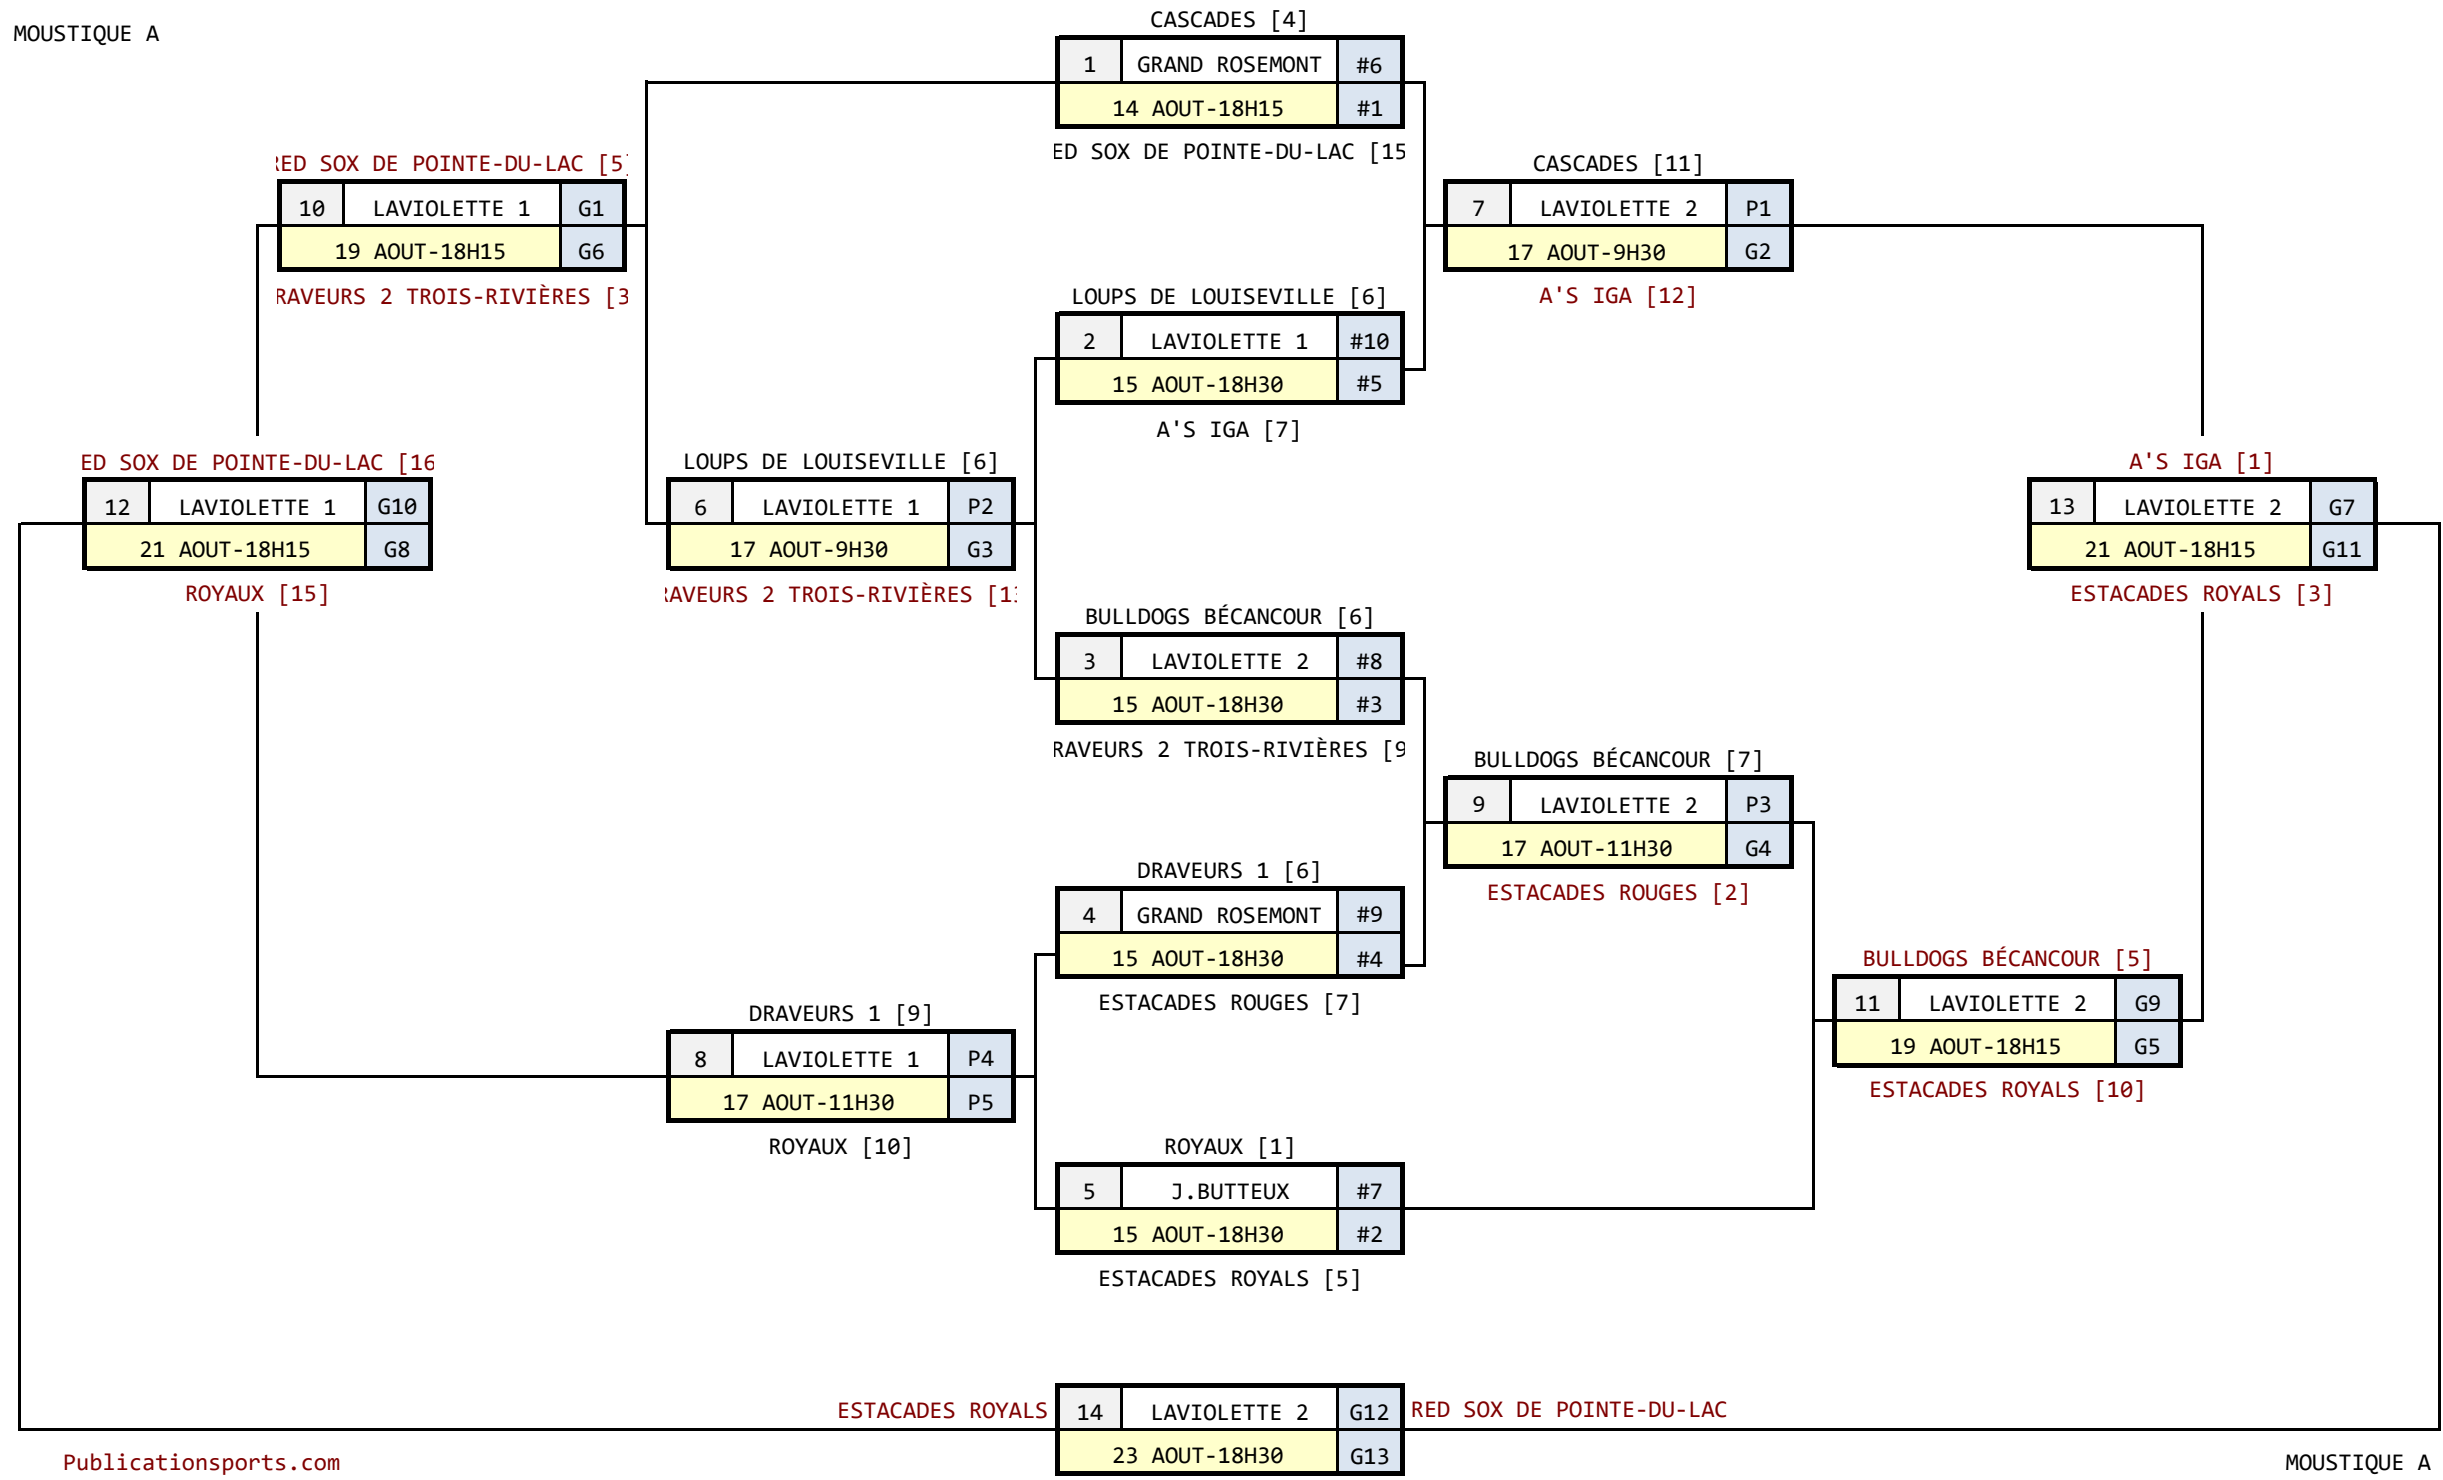 MOUSTIQUE A
CASCADES [4]
1 GRAND ROSEMONT #6
14 AOUT-18H15 #1
ED SOX DE POINTE-DU-LAC [15
RED SOX DE POINTE-DU-LAC [5]
10 LAVIOLETTE 1 G1
19 AOUT-18H15 G6
RAVEURS 2 TROIS-RIVIÈRES [3
CASCADES [11]
7 LAVIOLETTE 2 P1
17 AOUT-9H30 G2
A'S IGA [12]
LOUPS DE LOUISEVILLE [6]
2 LAVIOLETTE 1 #10
15 AOUT-18H30 #5
A'S IGA [7]
ED SOX DE POINTE-DU-LAC [16
12 LAVIOLETTE 1 G10
21 AOUT-18H15 G8
ROYAUX [15]
LOUPS DE LOUISEVILLE [6]
6 LAVIOLETTE 1 P2
17 AOUT-9H30 G3
RAVEURS 2 TROIS-RIVIÈRES [13
A'S IGA [1]
13 LAVIOLETTE 2 G7
21 AOUT-18H15 G11
ESTACADES ROYALS [3]
BULLDOGS BÉCANCOUR [6]
3 LAVIOLETTE 2 #8
15 AOUT-18H30 #3
RAVEURS 2 TROIS-RIVIÈRES [9
BULLDOGS BÉCANCOUR [7]
9 LAVIOLETTE 2 P3
17 AOUT-11H30 G4
ESTACADES ROUGES [2]
DRAVEURS 1 [6]
4 GRAND ROSEMONT #9
15 AOUT-18H30 #4
ESTACADES ROUGES [7]
BULLDOGS BÉCANCOUR [5]
11 LAVIOLETTE 2 G9
19 AOUT-18H15 G5
ESTACADES ROYALS [10]
DRAVEURS 1 [9]
8 LAVIOLETTE 1 P4
17 AOUT-11H30 P5
ROYAUX [10]
ROYAUX [1]
5 J.BUTTEUX #7
15 AOUT-18H30 #2
ESTACADES ROYALS [5]
ESTACADES ROYALS 14 LAVIOLETTE 2 G12 RED SOX DE POINTE-DU-LAC
23 AOUT-18H30 G13
Publicationsports.com
MOUSTIQUE A